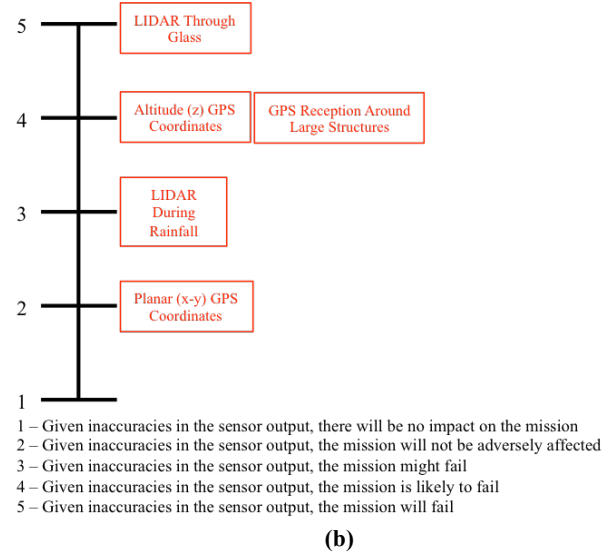 5
LIDAR Through
Glass
4
Altitude (z) GPS
Coordinates
GPS Reception Around
Large Structures
3
LIDAR
During
Rainfall
2
Planar (x-y) GPS
Coordinates
1
1 – Given inaccuracies in the sensor output, there will be no impact on the mission
2 – Given inaccuracies in the sensor output, the mission will not be adversely affected
3 – Given inaccuracies in the sensor output, the mission might fail
4 – Given inaccuracies in the sensor output, the mission is likely to fail
5 – Given inaccuracies in the sensor output, the mission will fail
(b)